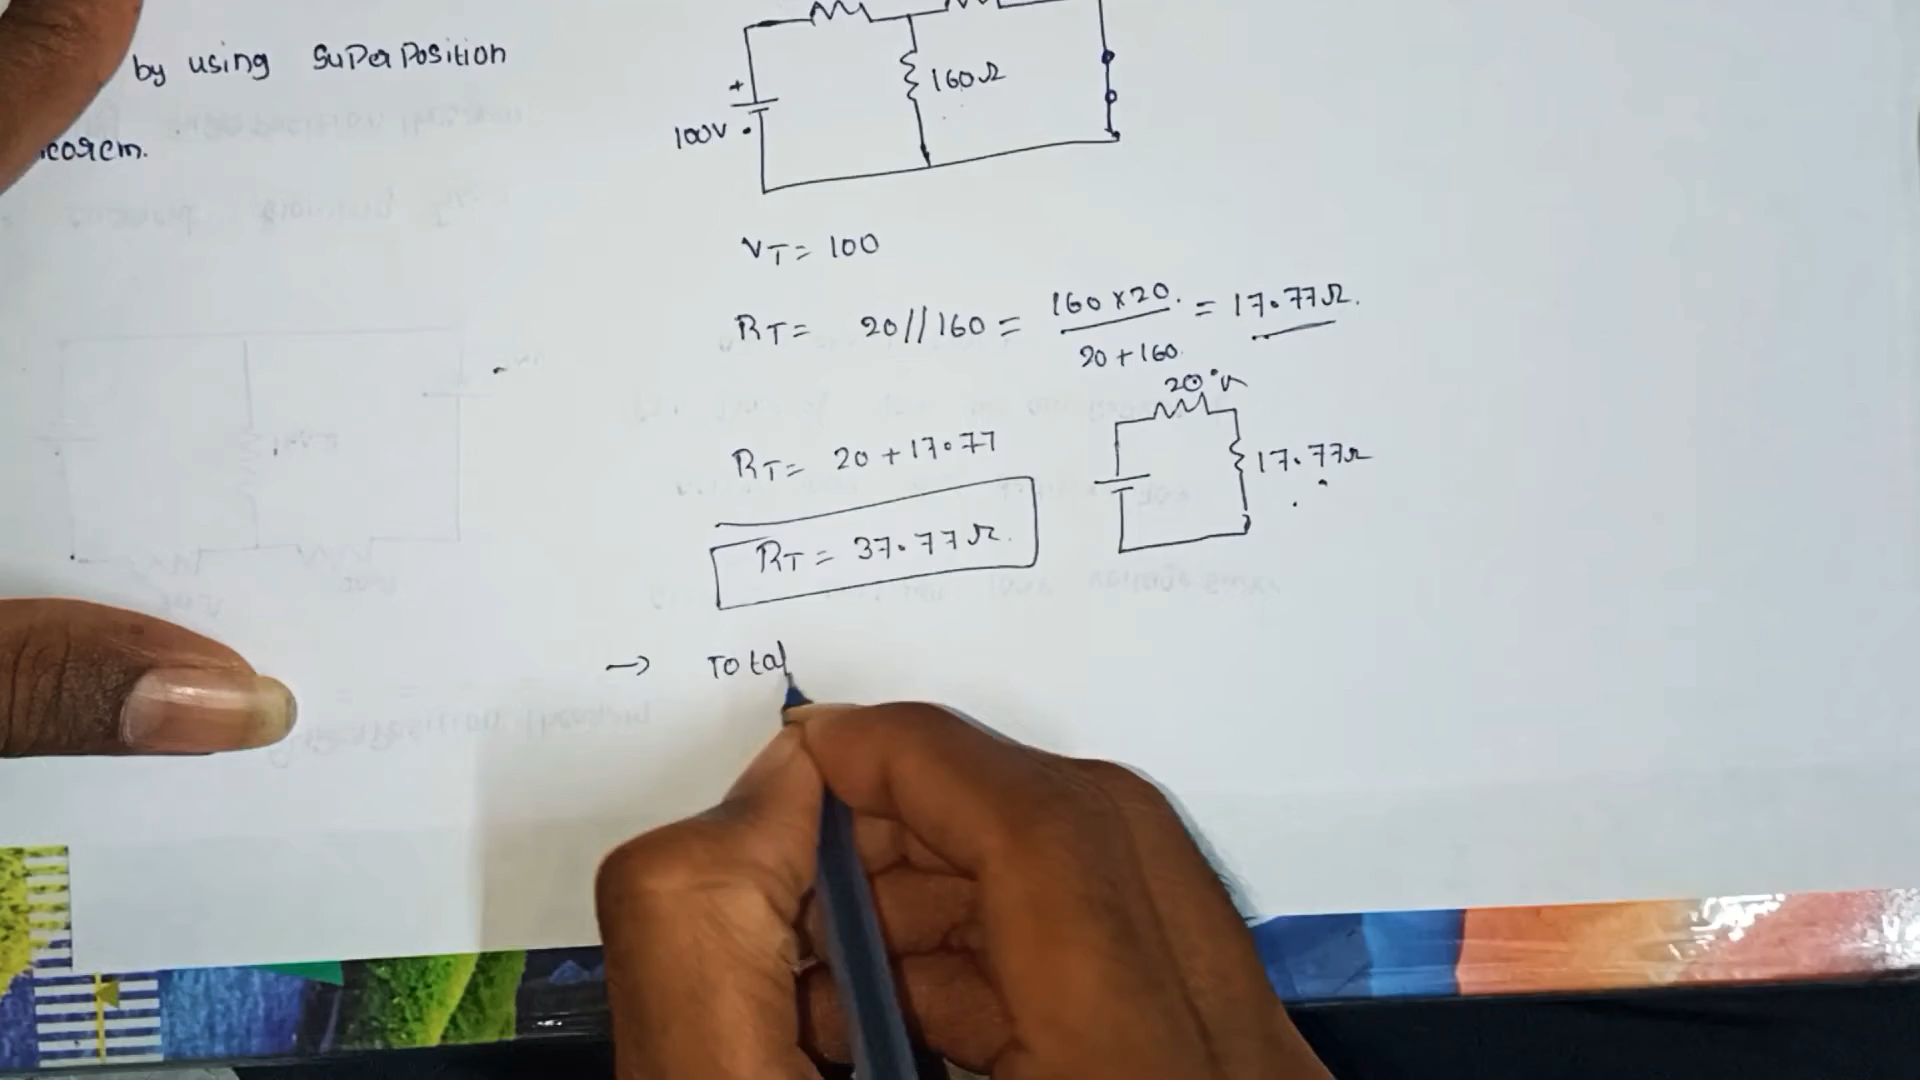 by using SuperPosition
eorem.
160Ω
100V
+
VT = 100
RT = 20//160 = 160×20 / 20+160 = 17.77Ω.
20Ω
17.77Ω
RT = 20+17.77
RT = 37.77Ω.
→ Total